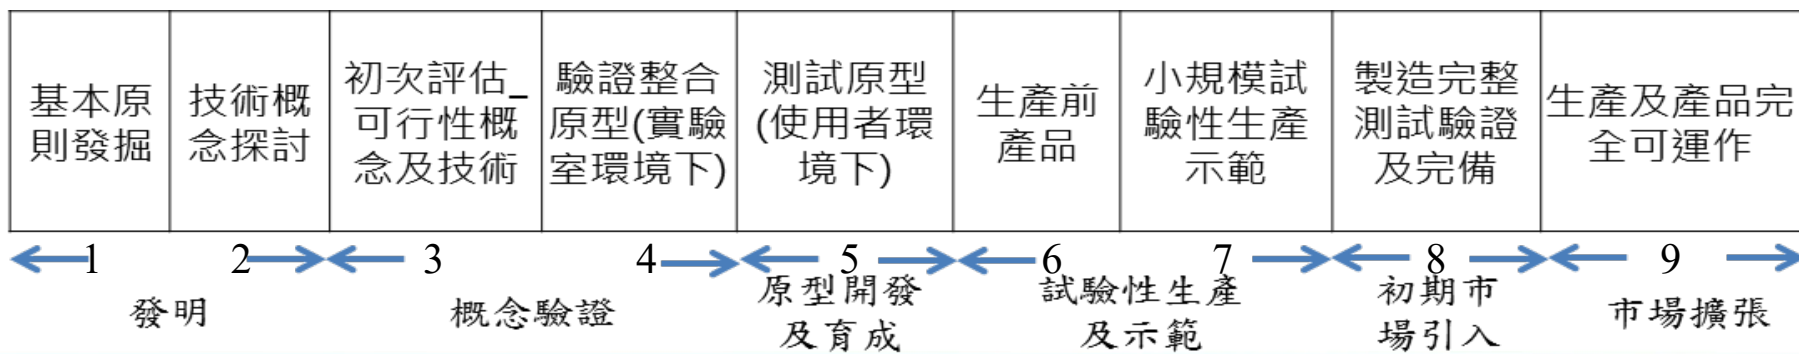 基本原
則發掘
技術概
念探討
初次評估_
可行性概
念及技術
驗證整合
原型(實驗
室環境下)
測試原型
(使用者環
境下)
生產前
產品
小規模試
驗性生產
示範
製造完整
測試驗證
及完備
生產及產品完
全可運作
1
2
3
4
5
6
7
8
9
發明
概念驗證
原型開發
及育成
試驗性生產
及示範
初期市
場引入
市場擴張